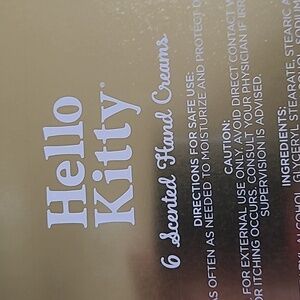 Hello
Kitty®
6 Scented Hand Creams
DIRECTIONS FOR SAFE USE:
AS OFTEN AS NEEDED TO MOISTURIZE AND PROTECT
CAUTION:
FOR EXTERNAL USE ONLY. AVOID DIRECT CONTACT
OR ITCHING OCCURS. CONSULT YOUR PHYSICIAN IF
SUPERVISION IS ADVISED.
INGREDIENTS:
GLYCERYL STEARATE, STEARIC